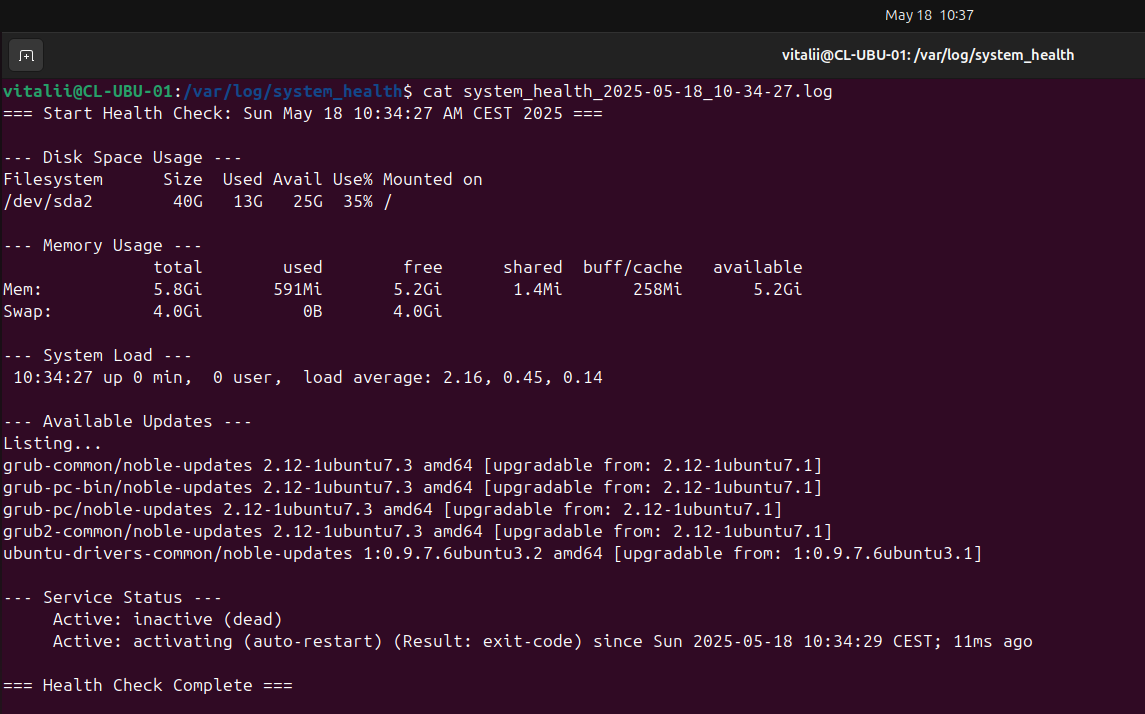 May 18 10:37
vitalii@CL-UBU-01: /var/log/system_health
vitalii@CL-UBU-01:/var/log/system_health$ cat system_health_2025-05-18_10-34-27.log
=== Start Health Check: Sun May 18 10:34:27 AM CEST 2025 ===
--- Disk Space Usage ---
Filesystem      Size  Used Avail Use% Mounted on
/dev/sda2        40G   13G   25G  35% /
--- Memory Usage ---
               total        used        free      shared  buff/cache   available
Mem:           5.8Gi       591Mi       5.2Gi       1.4Mi       258Mi       5.2Gi
Swap:          4.0Gi          0B       4.0Gi
--- System Load ---
 10:34:27 up 0 min,  0 user,  load average: 2.16, 0.45, 0.14
--- Available Updates ---
Listing...
grub-common/noble-updates 2.12-1ubuntu7.3 amd64 [upgradable from: 2.12-1ubuntu7.1]
grub-pc-bin/noble-updates 2.12-1ubuntu7.3 amd64 [upgradable from: 2.12-1ubuntu7.1]
grub-pc/noble-updates 2.12-1ubuntu7.3 amd64 [upgradable from: 2.12-1ubuntu7.1]
grub2-common/noble-updates 2.12-1ubuntu7.3 amd64 [upgradable from: 2.12-1ubuntu7.1]
ubuntu-drivers-common/noble-updates 1:0.9.7.6ubuntu3.2 amd64 [upgradable from: 1:0.9.7.6ubuntu3.1]
--- Service Status ---
     Active: inactive (dead)
     Active: activating (auto-restart) (Result: exit-code) since Sun 2025-05-18 10:34:29 CEST; 11ms ago
=== Health Check Complete ===